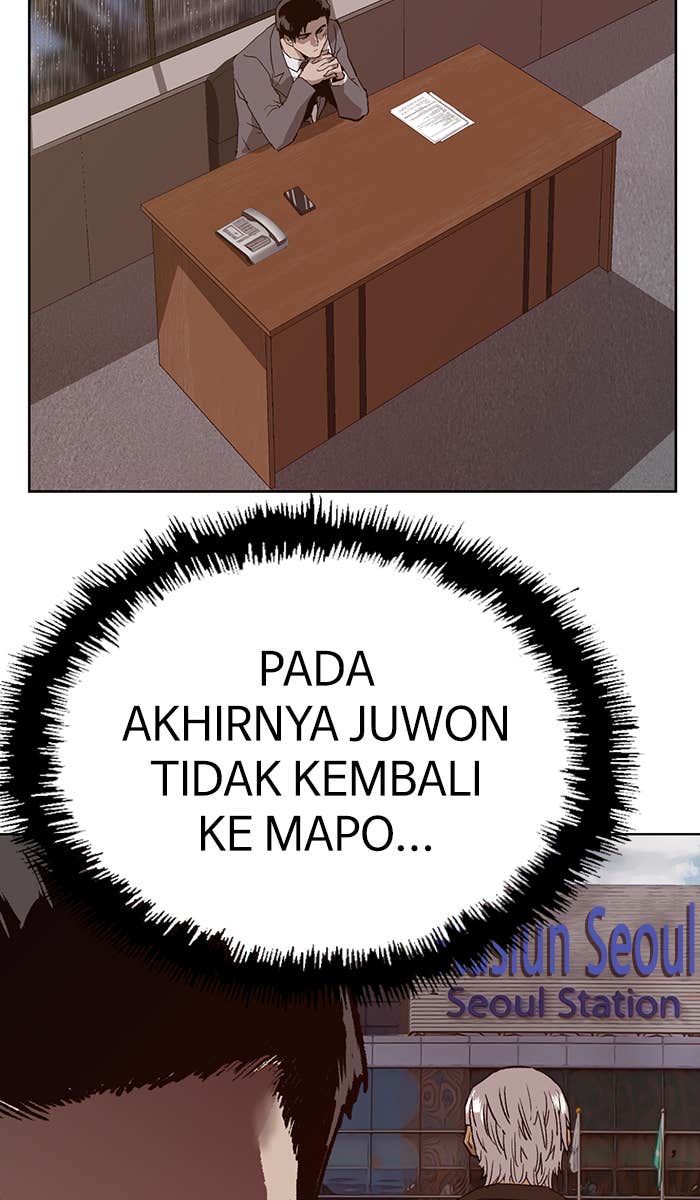 PADA
AKHIRNYA JUWON
TIDAK KEMBALI
KE MAPO...
Seoul
Seoul Station